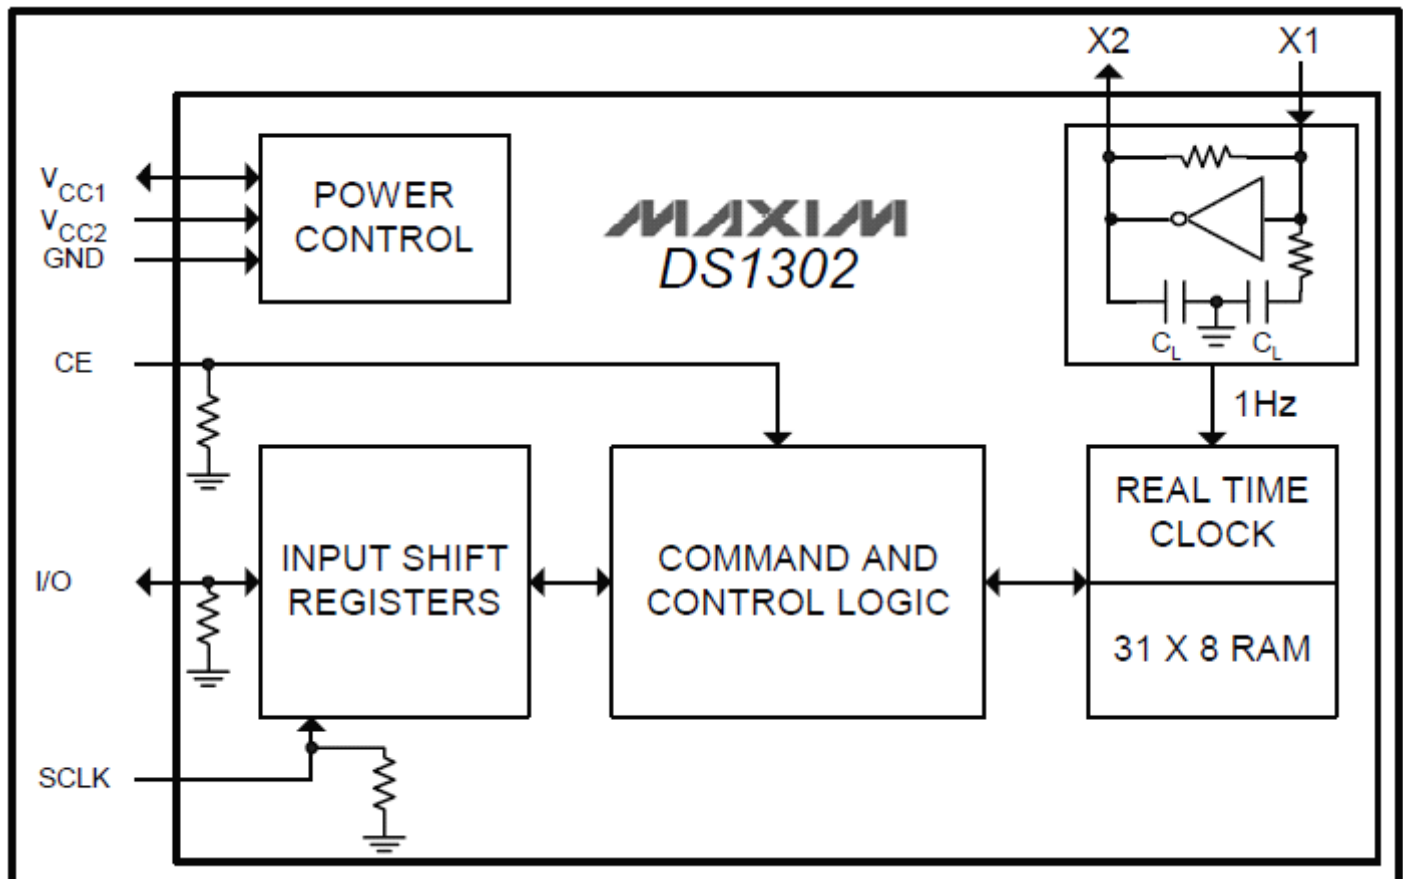 X2
X1
VCC1
VCC2
GND
POWER
CONTROL
MAXIM
DS1302
CL
CL
CE
1Hz
INPUT SHIFT
REGISTERS
COMMAND AND
CONTROL LOGIC
REAL TIME
CLOCK
31 X 8 RAM
I/O
SCLK